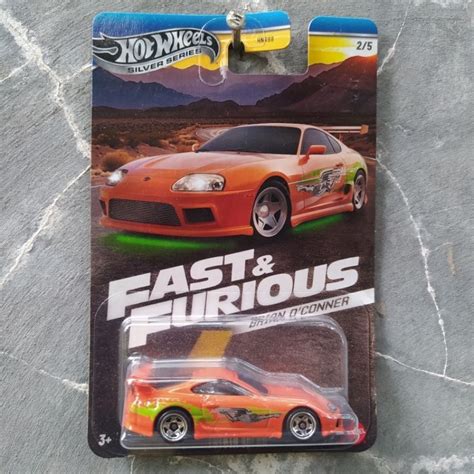 HOT WHEELS
SILVER SERIES
2/5
FAST &
FURIOUS
BRIAN O'CONNER
3+